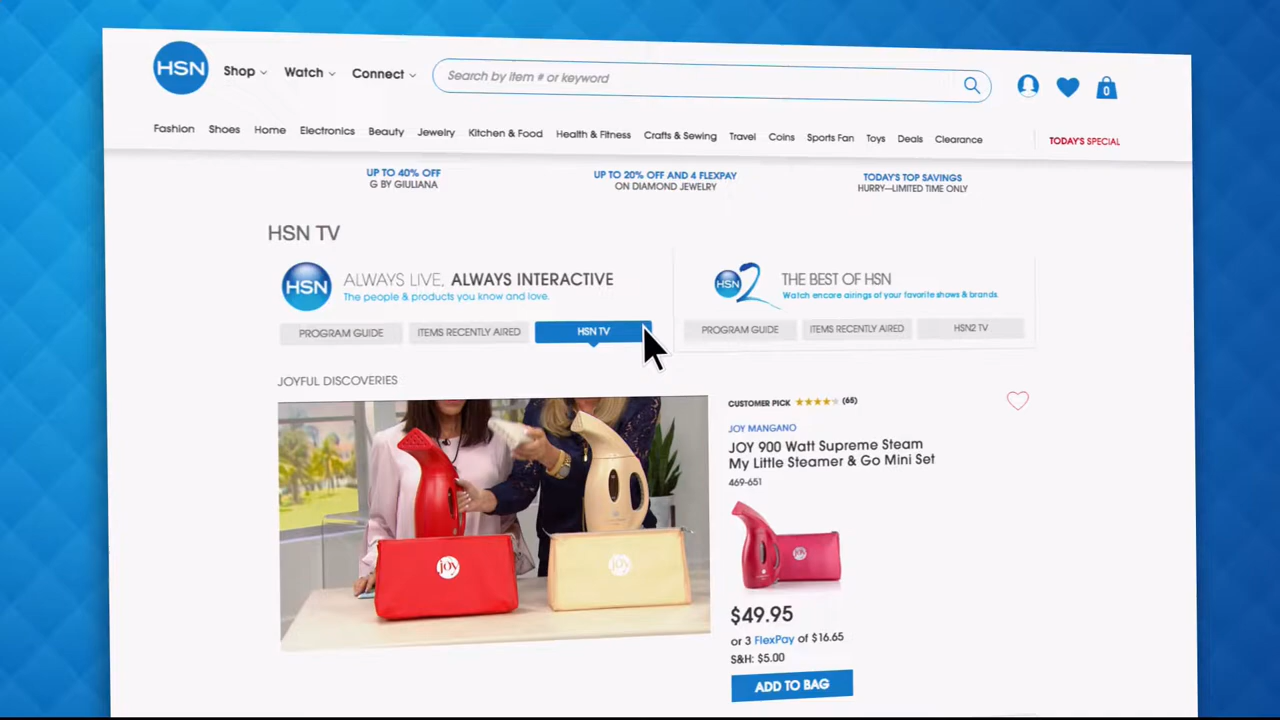 HSN
Shop
Watch
Connect
Search by item # or keyword
0
Fashion
Shoes
Home
Electronics
Beauty
Jewelry
Kitchen & Food
Health & Fitness
Crafts & Sewing
Travel
Coins
Sports Fan
Toys
Deals
Clearance
TODAY'S SPECIAL
UP TO 40% OFF
G BY GIULIANA
UP TO 20% OFF AND 4 FLEXPAY
ON DIAMOND JEWELRY
TODAY'S TOP SAVINGS
HURRY—LIMITED TIME ONLY
HSN TV
HSN
ALWAYS LIVE, ALWAYS INTERACTIVE
The people & products you know and love.
PROGRAM GUIDE
ITEMS RECENTLY AIRED
HSN TV
HSN 2
THE BEST OF HSN
Watch encore airings of your favorite shows & brands.
PROGRAM GUIDE
ITEMS RECENTLY AIRED
HSN2 TV
JOYFUL DISCOVERIES
joy
joy
CUSTOMER PICK ★★★★★ (65)
JOY MANGANO
JOY 900 Watt Supreme Steam
My Little Steamer & Go Mini Set
469-651
joy
$49.95
or 3 FlexPay of $16.65
S&H: $5.00
ADD TO BAG